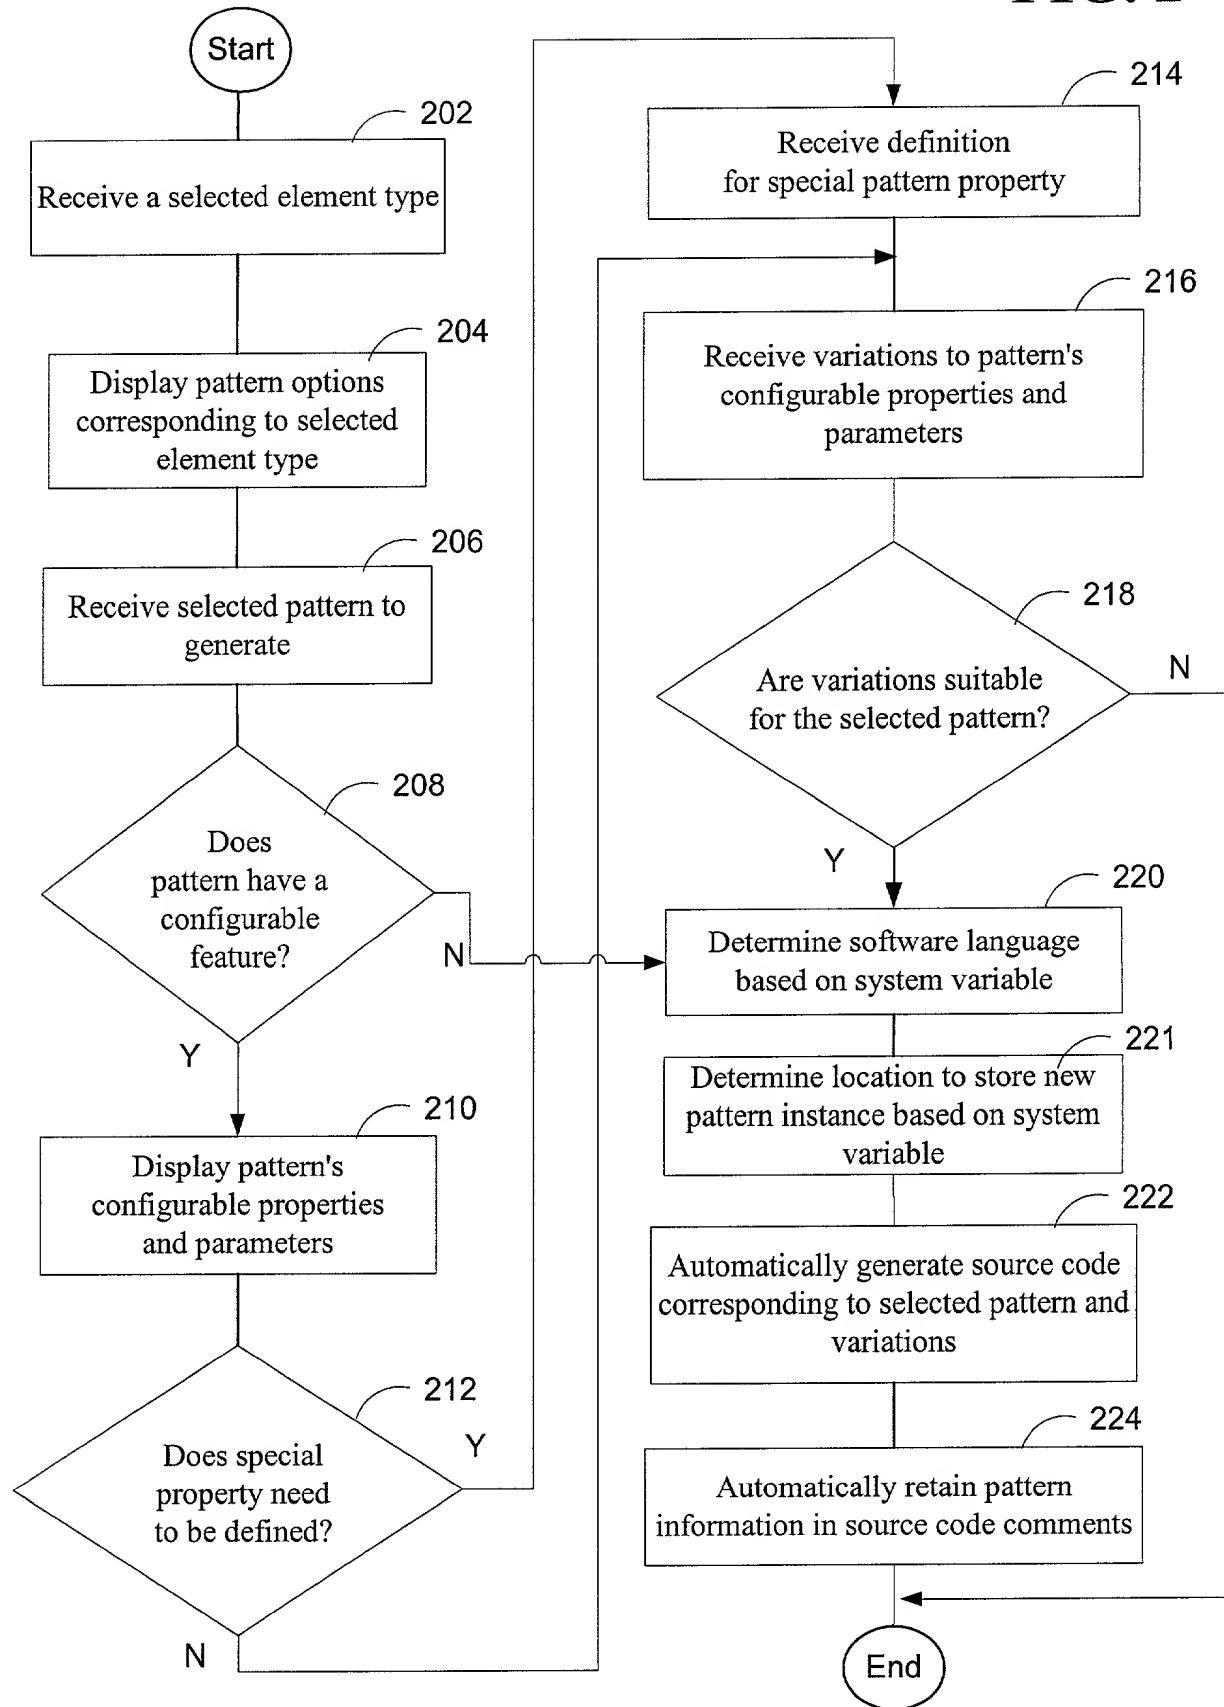 Start
202
Receive a selected element type
204
Display pattern options
corresponding to selected
element type
206
Receive selected pattern to
generate
208
Does
pattern have a
configurable
feature?
N
Y
210
Display pattern's
configurable properties
and parameters
212
Does special
property need
to be defined?
Y
N
214
Receive definition
for special pattern property
216
Receive variations to pattern's
configurable properties and
parameters
218
Are variations suitable
for the selected pattern?
N
Y
220
Determine software language
based on system variable
221
Determine location to store new
pattern instance based on system
variable
222
Automatically generate source code
corresponding to selected pattern and
variations
224
Automatically retain pattern
information in source code comments
End